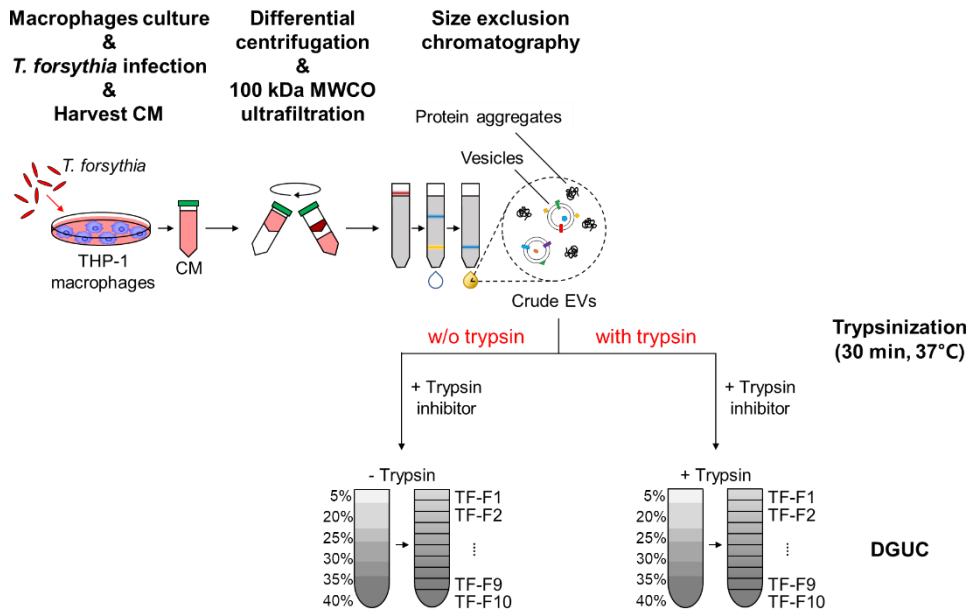 Macrophages culture
&
T. forsythia infection
&
Harvest CM
Differential
centrifugation
&
100 kDa MWCO
ultrafiltration
Size exclusion
chromatography
Protein aggregates
Vesicles
T. forsythia
THP-1
macrophages
CM
Crude EVs
w/o trypsin
with trypsin
Trypsinization
(30 min, 37°C)
+ Trypsin
inhibitor
+ Trypsin
inhibitor
- Trypsin
5%
20%
25%
30%
35%
40%
TF-F1
TF-F2
...
TF-F9
TF-F10
+ Trypsin
5%
20%
25%
30%
35%
40%
TF-F1
TF-F2
...
TF-F9
TF-F10
DGUC